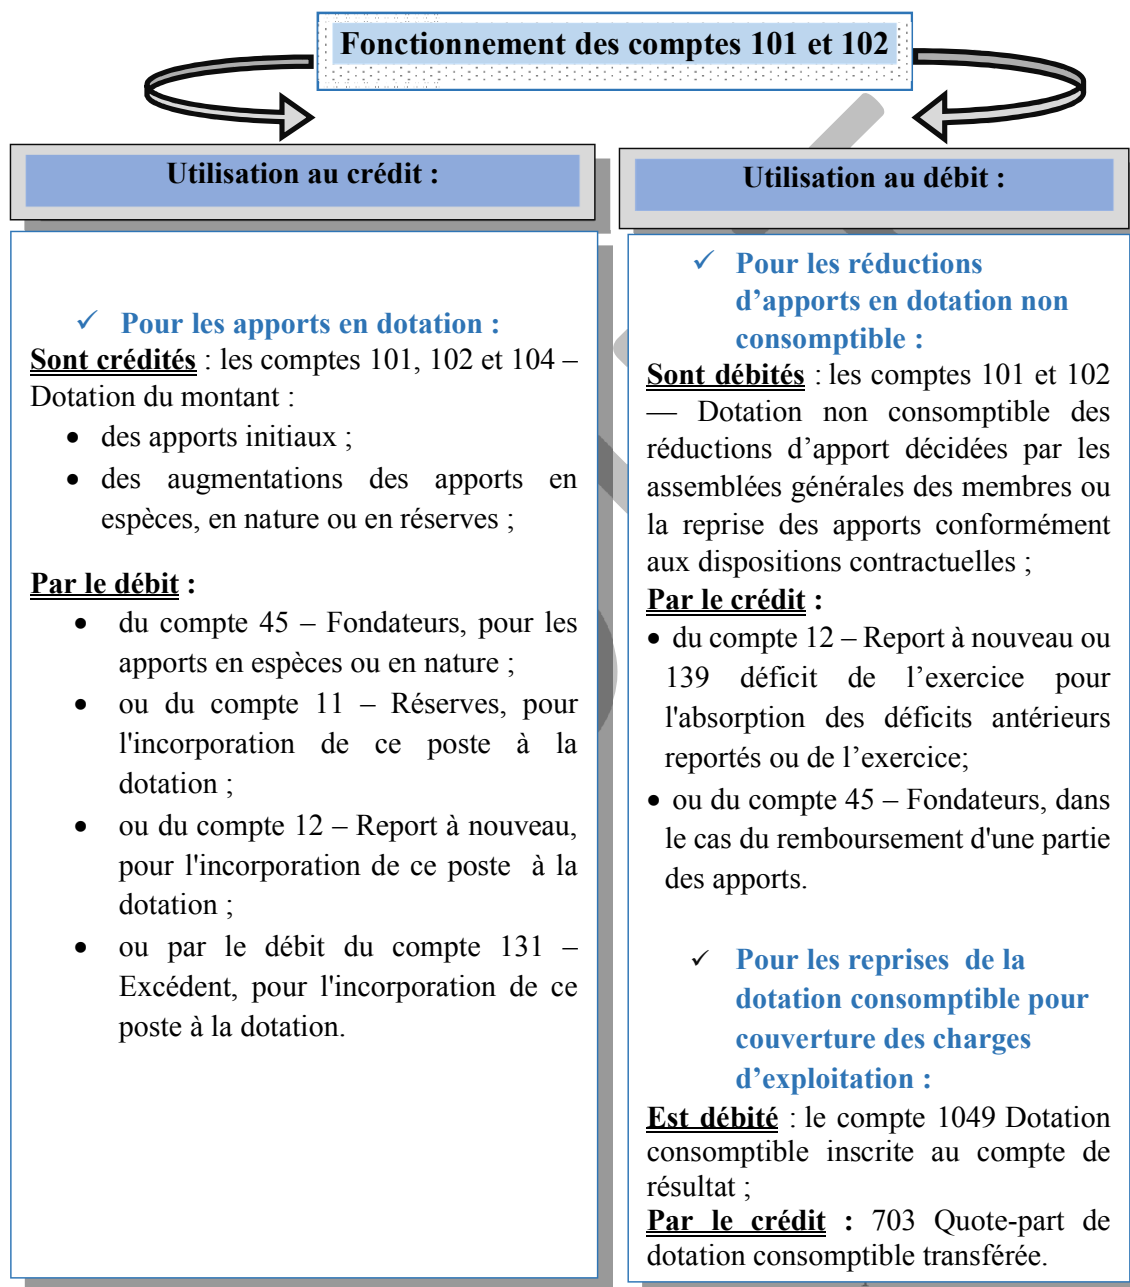 Fonctionnement des comptes 101 et 102
Utilisation au crédit :
✓ Pour les apports en dotation :
Sont crédités : les comptes 101, 102 et 104 –
Dotation du montant :
• des apports initiaux ;
• des augmentations des apports en
espèces, en nature ou en réserves ;
Par le débit :
• du compte 45 – Fondateurs, pour les
apports en espèces ou en nature ;
• ou du compte 11 – Réserves, pour
l'incorporation de ce poste à la
dotation ;
• ou du compte 12 – Report à nouveau,
pour l'incorporation de ce poste à la
dotation ;
• ou par le débit du compte 131 –
Excédent, pour l'incorporation de ce
poste à la dotation.
Utilisation au débit :
✓ Pour les réductions
d’apports en dotation non
consomptible :
Sont débités : les comptes 101 et 102
— Dotation non consomptible des
réductions d’apport décidées par les
assemblées générales des membres ou
la reprise des apports conformément
aux dispositions contractuelles ;
Par le crédit :
• du compte 12 – Report à nouveau ou
139 déficit de l’exercice pour
l'absorption des déficits antérieurs
reportés ou de l’exercice;
• ou du compte 45 – Fondateurs, dans
le cas du remboursement d'une partie
des apports.
✓ Pour les reprises de la
dotation consomptible pour
couverture des charges
d’exploitation :
Est débité : le compte 1049 Dotation
consomptible inscrite au compte de
résultat ;
Par le crédit : 703 Quote-part de
dotation consomptible transférée.